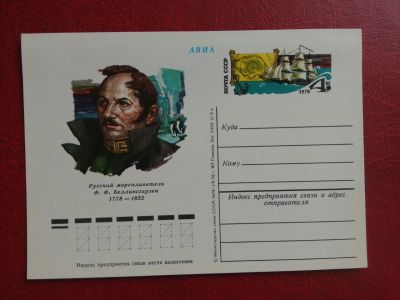 АВИА
ПОЧТА СССР
1978
4к
Русский мореплаватель
Ф. Ф. Беллинсгаузен
1778 — 1852
Куда
Кому
Индекс предприятия связи и адрес
отправителя
Индекс предприятия связи места назначения